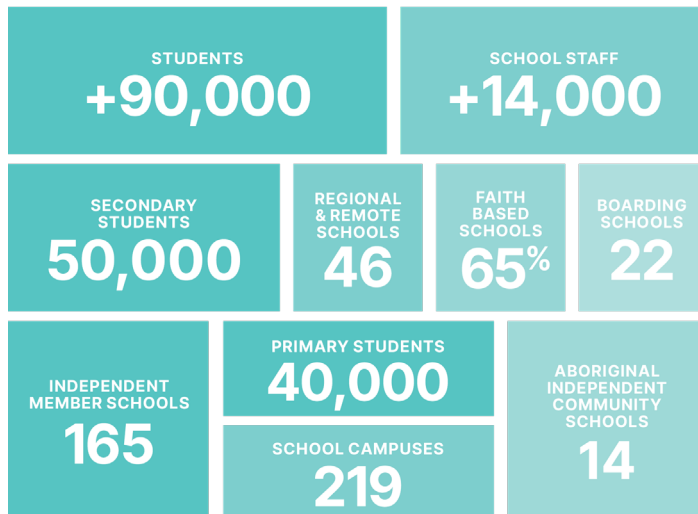 STUDENTS
+90,000
SCHOOL STAFF
+14,000
SECONDARY
STUDENTS
50,000
REGIONAL
& REMOTE
SCHOOLS
46
FAITH
BASED
SCHOOLS
65%
BOARDING
SCHOOLS
22
INDEPENDENT
MEMBER SCHOOLS
165
PRIMARY STUDENTS
40,000
SCHOOL CAMPUSES
219
ABORIGINAL
INDEPENDENT
COMMUNITY
SCHOOLS
14